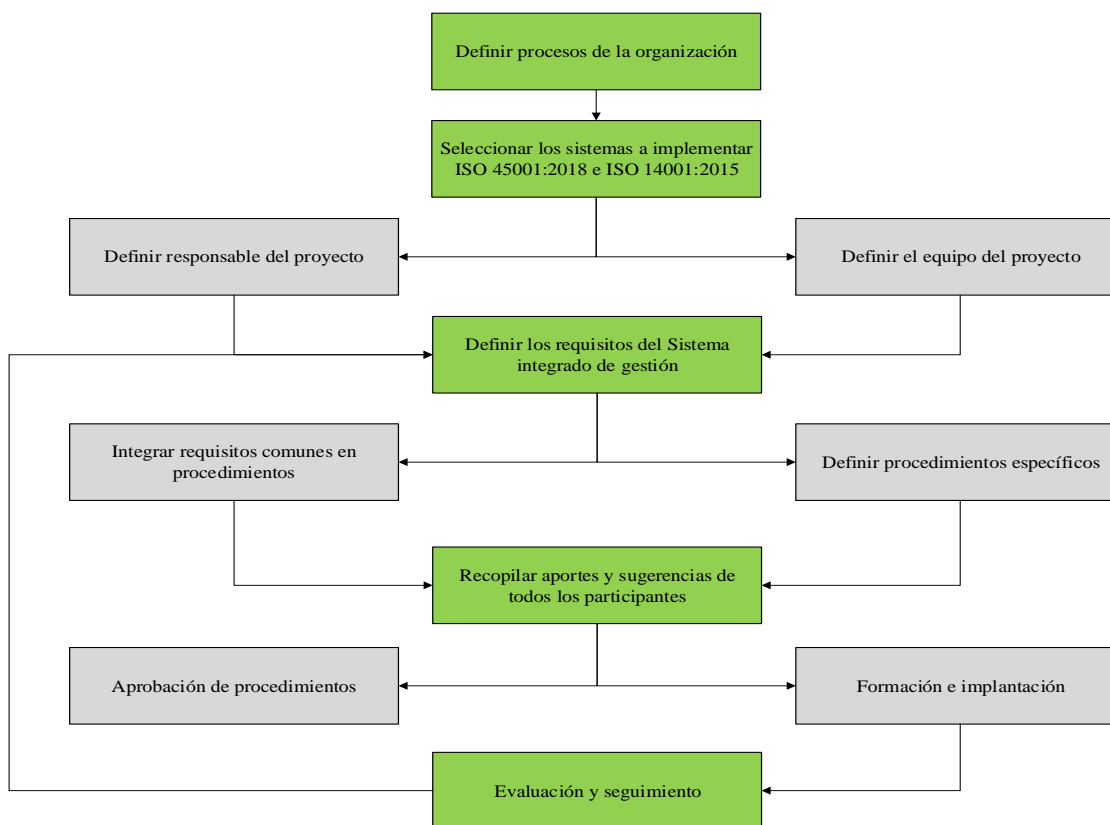 Definir procesos de la organización
Seleccionar los sistemas a implementar
ISO 45001:2018 e ISO 14001:2015
Definir responsable del proyecto
Definir el equipo del proyecto
Definir los requisitos del Sistema
integrado de gestión
Integrar requisitos comunes en
procedimientos
Definir procedimientos específicos
Recopilar aportes y sugerencias de
todos los participantes
Aprobación de procedimientos
Formación e implantación
Evaluación y seguimiento